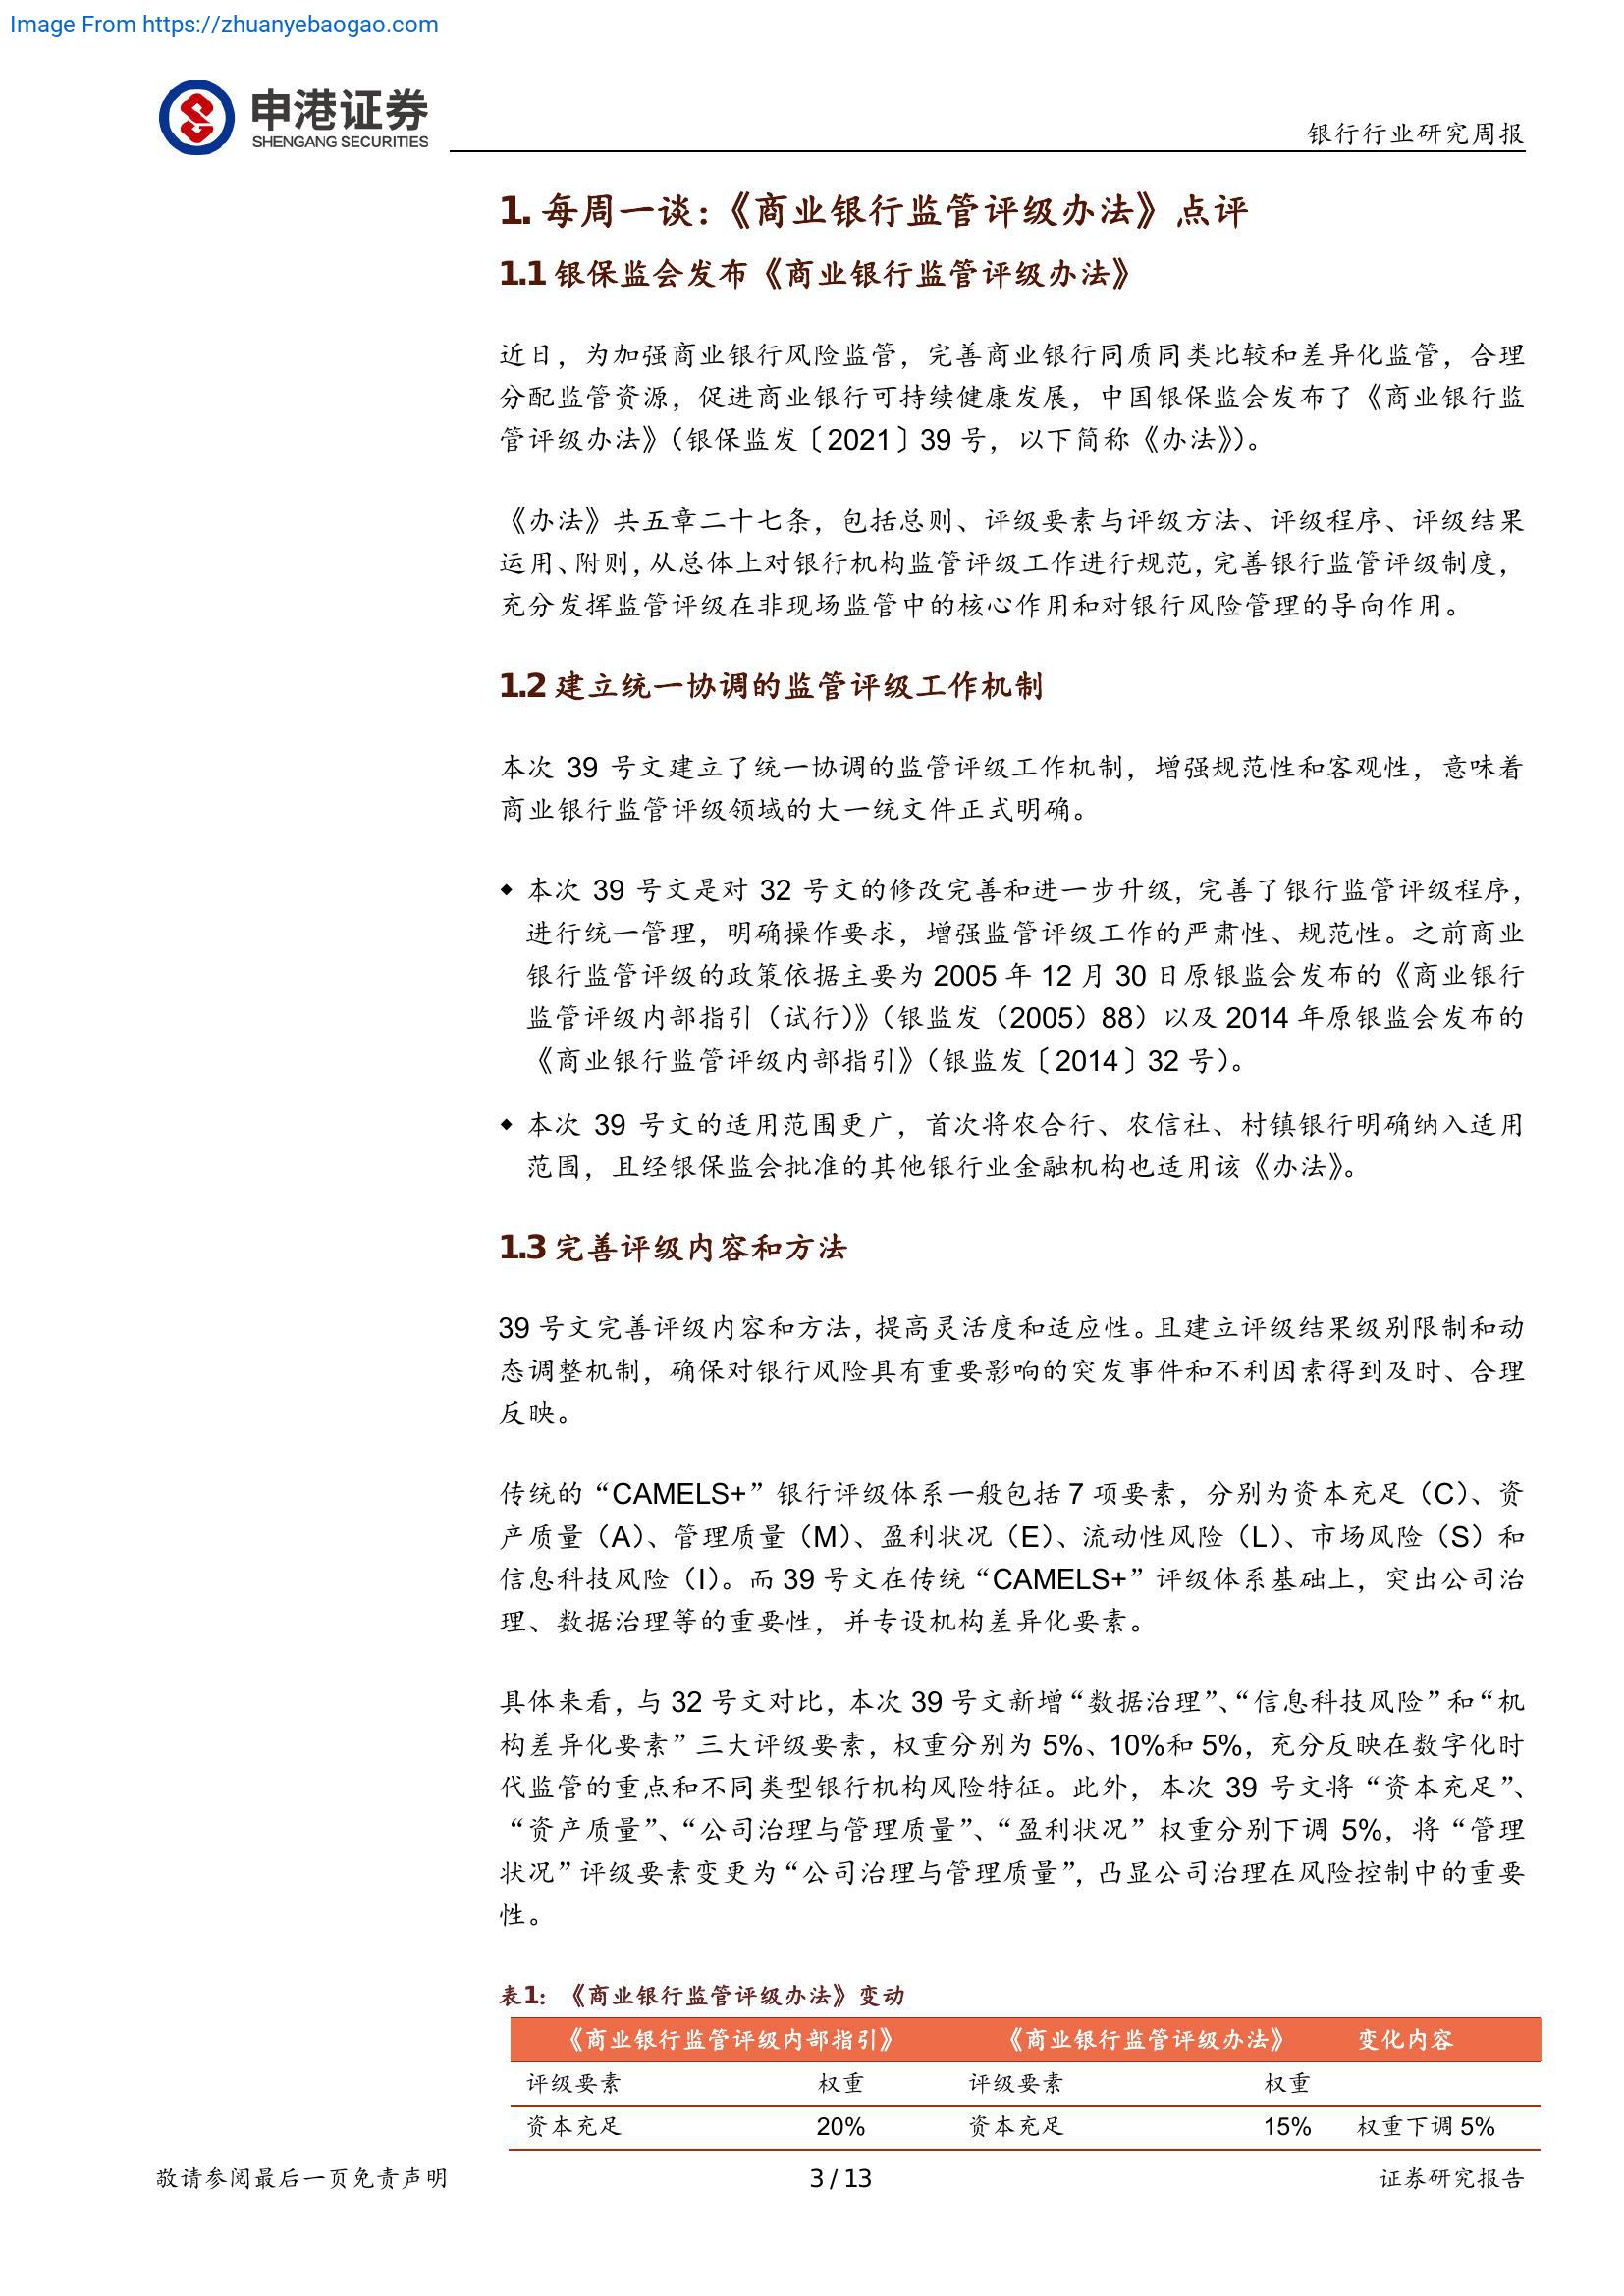 Image From https://zhuanyebaogao.com
申港证券
SHENGANG SECURITIES
银行行业研究周报
1. 每周一谈：《商业银行监管评级办法》点评
1.1 银保监会发布《商业银行监管评级办法》
近日，为加强商业银行风险监管，完善商业银行同质同类比较和差异化监管，合理
分配监管资源，促进商业银行可持续健康发展，中国银保监会发布了《商业银行监
管评级办法》（银保监发〔2021〕39 号，以下简称《办法》）。
《办法》共五章二十七条，包括总则、评级要素与评级方法、评级程序、评级结果
运用、附则，从总体上对银行机构监管评级工作进行规范，完善银行监管评级制度，
充分发挥监管评级在非现场监管中的核心作用和对银行风险管理的导向作用。
1.2 建立统一协调的监管评级工作机制
本次 39 号文建立了统一协调的监管评级工作机制，增强规范性和客观性，意味着
商业银行监管评级领域的大一统文件正式明确。
◆ 本次 39 号文是对 32 号文的修改完善和进一步升级，完善了银行监管评级程序，
进行统一管理，明确操作要求，增强监管评级工作的严肃性、规范性。之前商业
银行监管评级的政策依据主要为 2005 年 12 月 30 日原银监会发布的《商业银行
监管评级内部指引（试行）》（银监发（2005）88）以及 2014 年原银监会发布的
《商业银行监管评级内部指引》（银监发〔2014〕32 号）。
◆ 本次 39 号文的适用范围更广，首次将农合行、农信社、村镇银行明确纳入适用
范围，且经银保监会批准的其他银行业金融机构也适用该《办法》。
1.3 完善评级内容和方法
39 号文完善评级内容和方法，提高灵活度和适应性。且建立评级结果级别限制和动
态调整机制，确保对银行风险具有重要影响的突发事件和不利因素得到及时、合理
反映。
传统的“CAMELS+”银行评级体系一般包括 7 项要素，分别为资本充足（C）、资
产质量（A）、管理质量（M）、盈利状况（E）、流动性风险（L）、市场风险（S）和
信息科技风险（I）。而 39 号文在传统“CAMELS+”评级体系基础上，突出公司治
理、数据治理等的重要性，并专设机构差异化要素。
具体来看，与 32 号文对比，本次 39 号文新增“数据治理”、“信息科技风险”和“机
构差异化要素”三大评级要素，权重分别为 5%、10%和 5%，充分反映在数字化时
代监管的重点和不同类型银行机构风险特征。此外，本次 39 号文将“资本充足”、
“资产质量”、“公司治理与管理质量”、“盈利状况”权重分别下调 5%，将“管理
状况”评级要素变更为“公司治理与管理质量”，凸显公司治理在风险控制中的重要
性。
表1：《商业银行监管评级办法》变动
《商业银行监管评级内部指引》 《商业银行监管评级办法》 变化内容
评级要素 权重 评级要素 权重
资本充足 20% 资本充足 15% 权重下调 5%
敬请参阅最后一页免责声明 3 / 13 证券研究报告